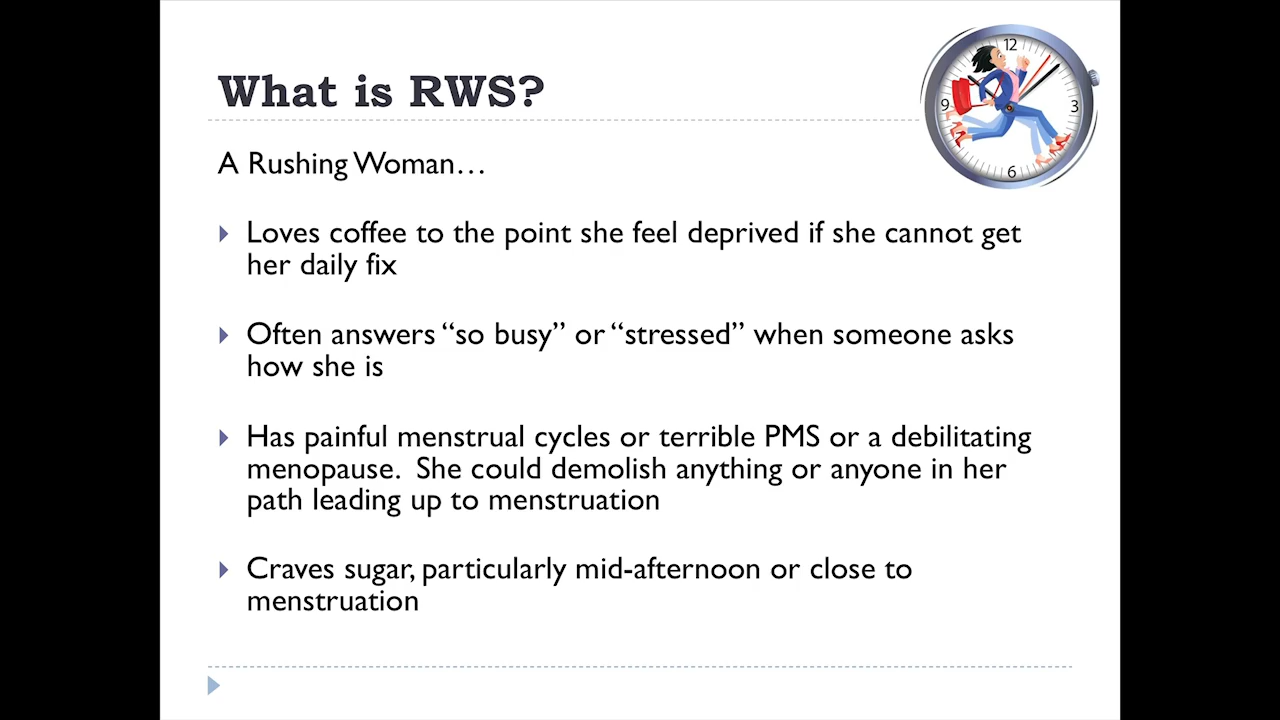 What is RWS?
12
9
3
6
A Rushing Woman…
Loves coffee to the point she feel deprived if she cannot get
her daily fix
Often answers “so busy” or “stressed” when someone asks
how she is
Has painful menstrual cycles or terrible PMS or a debilitating
menopause.  She could demolish anything or anyone in her
path leading up to menstruation
Craves sugar, particularly mid-afternoon or close to
menstruation